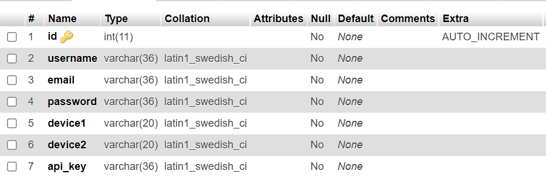 # Name Type Collation Attributes Null Default Comments Extra
1 id int(11) No None AUTO_INCREMENT
2 username varchar(36) latin1_swedish_ci No None
3 email varchar(36) latin1_swedish_ci No None
4 password varchar(36) latin1_swedish_ci No None
5 device1 varchar(20) latin1_swedish_ci No None
6 device2 varchar(20) latin1_swedish_ci No None
7 api_key varchar(36) latin1_swedish_ci No None